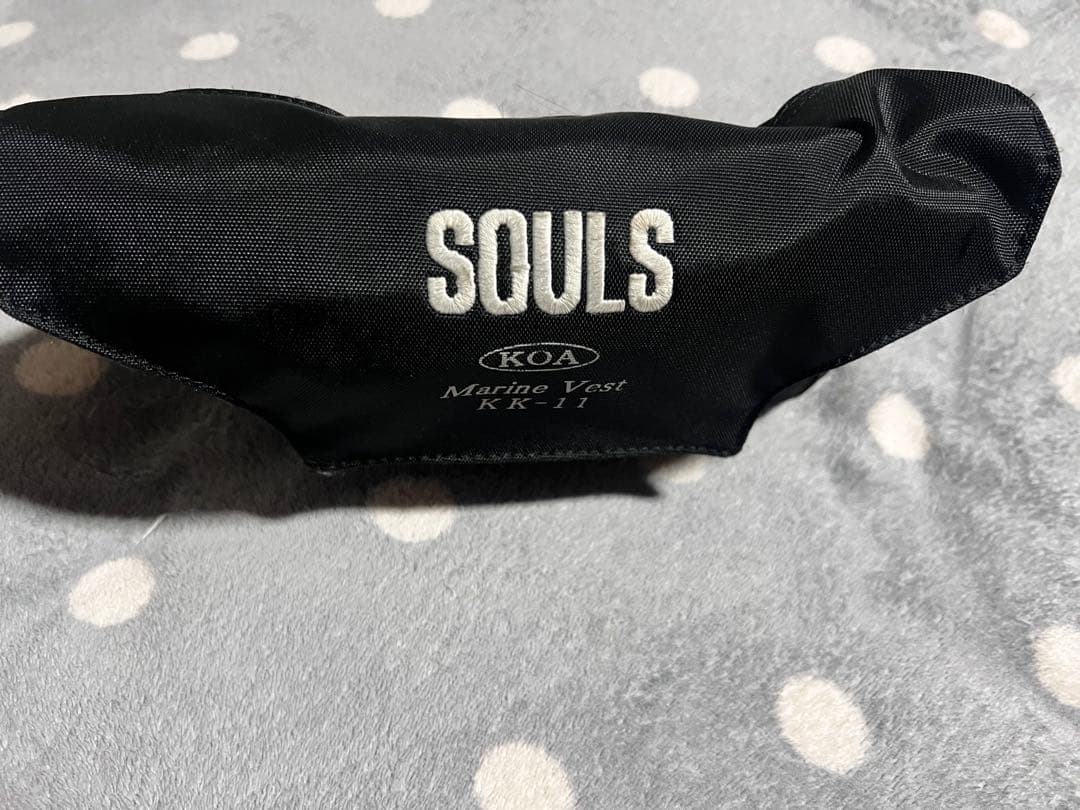 SOULS
KOA
Marine Vest
KK-11